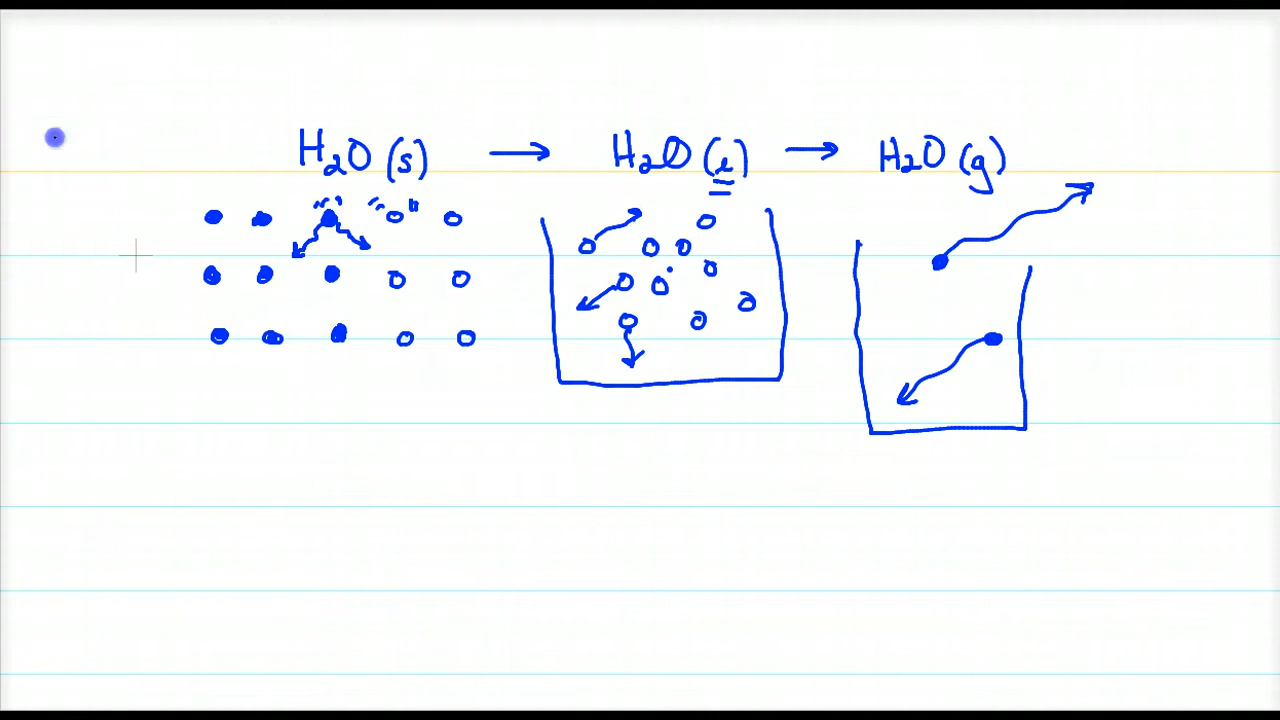 H₂O (s) → H₂O (l) → H₂O (g)